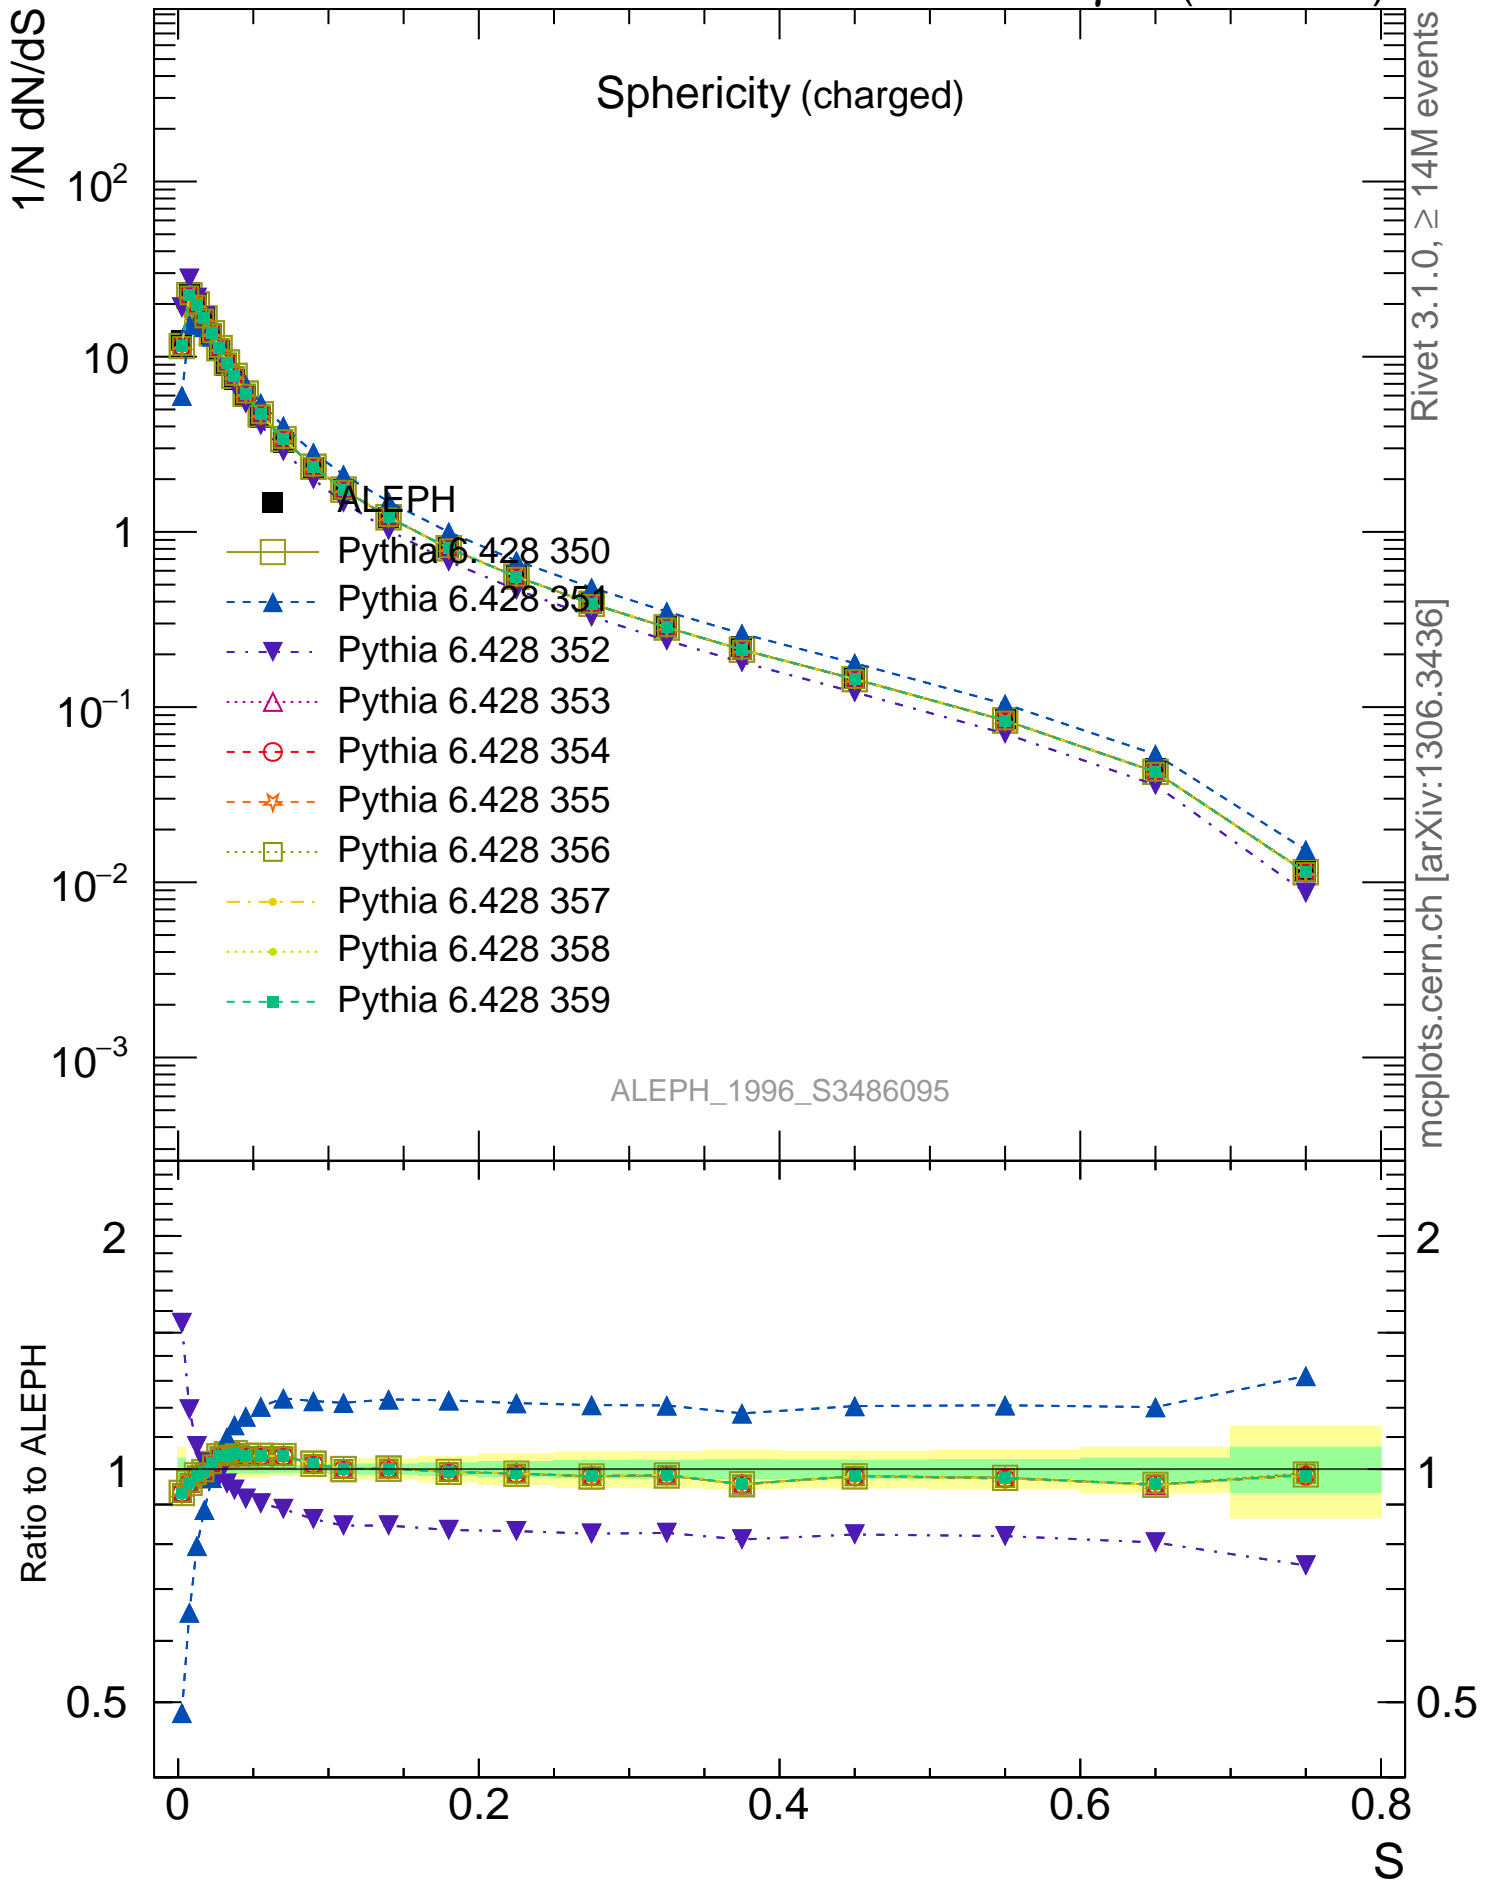 Sphericity (charged)
1/N dN/dS
10²
10
1
10⁻¹
10⁻²
10⁻³
ALEPH
Pythia 6.428 350
Pythia 6.428 351
Pythia 6.428 352
Pythia 6.428 353
Pythia 6.428 354
Pythia 6.428 355
Pythia 6.428 356
Pythia 6.428 357
Pythia 6.428 358
Pythia 6.428 359
ALEPH_1996_S3486095
Rivet 3.1.0, ≥ 14M events
mcplots.cern.ch [arXiv:1306.3436]
Ratio to ALEPH
2
1
0.5
2
1
0.5
0
0.2
0.4
0.6
0.8
S